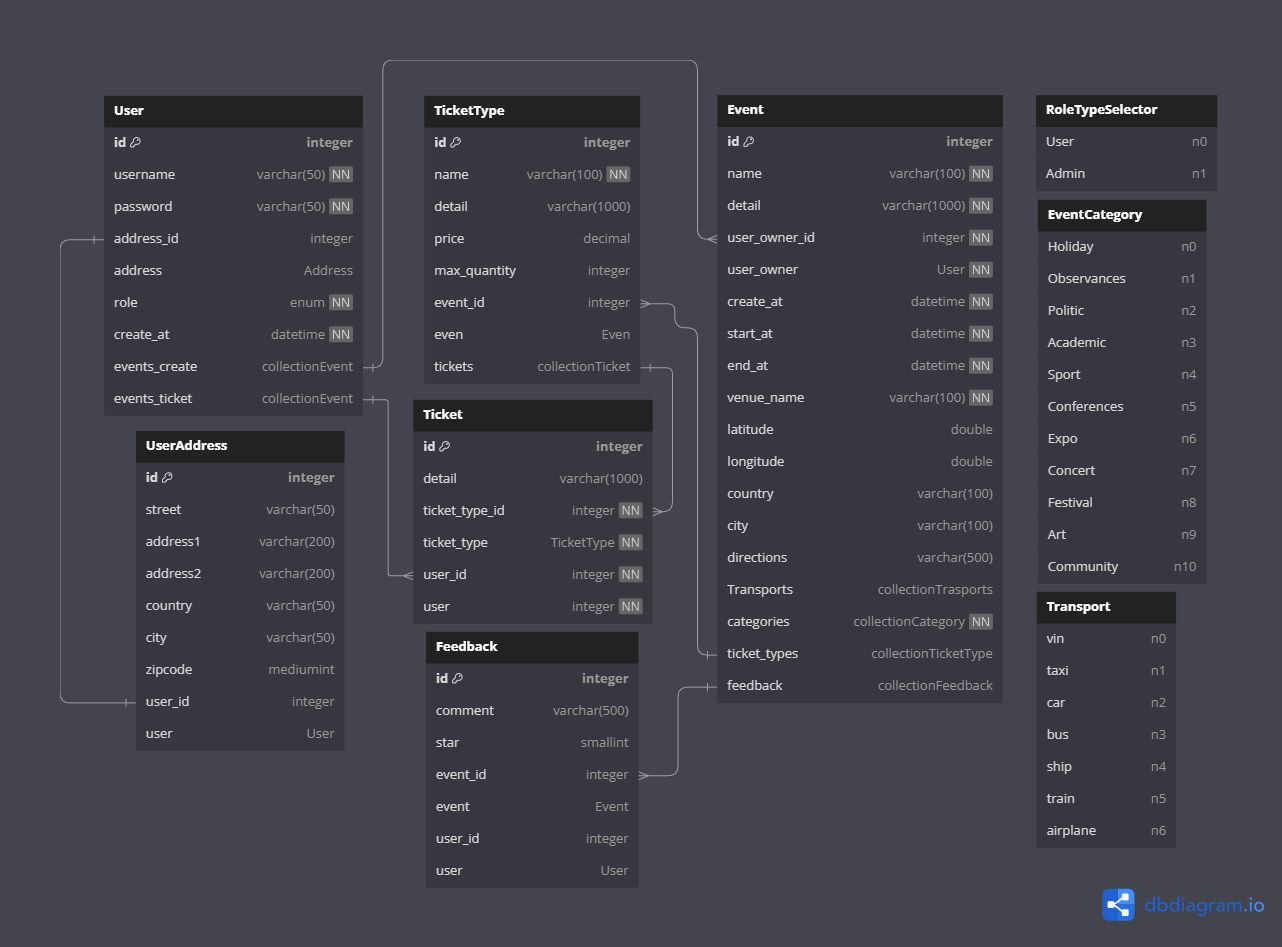 User
id integer
username varchar(50) NN
password varchar(50) NN
address_id integer
address Address
role enum NN
create_at datetime NN
events_create collectionEvent
events_ticket collectionEvent
UserAddress
id integer
street varchar(50)
address1 varchar(200)
address2 varchar(200)
country varchar(50)
city varchar(50)
zipcode mediumint
user_id integer
user User
TicketType
id integer
name varchar(100) NN
detail varchar(1000)
price decimal
max_quantity integer
event_id integer
even Even
tickets collectionTicket
Ticket
id integer
detail varchar(1000)
ticket_type_id integer NN
ticket_type TicketType NN
user_id integer NN
user integer NN
Feedback
id integer
comment varchar(500)
star smallint
event_id integer
event Event
user_id integer
user User
Event
id integer
name varchar(100) NN
detail varchar(1000) NN
user_owner_id integer NN
user_owner User NN
create_at datetime NN
start_at datetime NN
end_at datetime NN
venue_name varchar(100) NN
latitude double
longitude double
country varchar(100)
city varchar(100)
directions varchar(500)
Transports collectionTrasports
categories collectionCategory NN
ticket_types collectionTicketType
feedback collectionFeedback
RoleTypeSelector
User n0
Admin n1
EventCategory
Holiday n0
Observances n1
Politic n2
Academic n3
Sport n4
Conferences n5
Expo n6
Concert n7
Festival n8
Art n9
Community n10
Transport
vin n0
taxi n1
car n2
bus n3
ship n4
train n5
airplane n6
dbdiagram.io